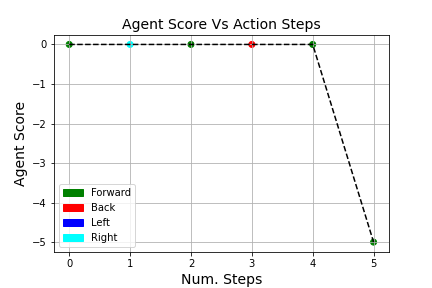 Agent Score Vs Action Steps
0
−1
−2
−3
−4
−5
Agent Score
Forward
Back
Left
Right
0 1 2 3 4 5
Num. Steps